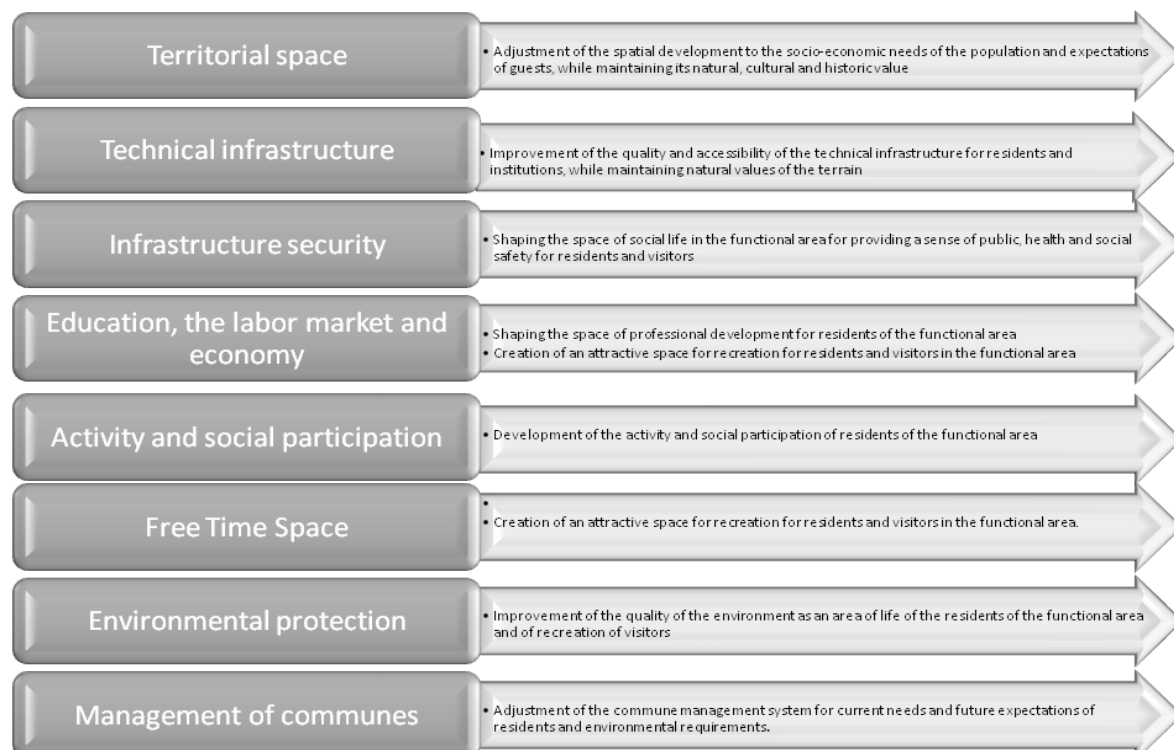 Territorial space
• Adjustment of the spatial development to the socio-economic needs of the population and expectations
of guests, while maintaining its natural, cultural and historic value
Technical infrastructure
• Improvement of the quality and accessibility of the technical infrastructure for residents and
institutions, while maintaining natural values of the terrain
Infrastructure security
• Shaping the space of social life in the functional area for providing a sense of public, health and social
safety for residents and visitors
Education, the labor market and
economy
• Shaping the space of professional development for residents of the functional area
• Creation of an attractive space for recreation for residents and visitors in the functional area
Activity and social participation
• Development of the activity and social participation of residents of the functional area
Free Time Space
•
• Creation of an attractive space for recreation for residents and visitors in the functional area.
Environmental protection
• Improvement of the quality of the environment as an area of life of the residents of the functional area
and of recreation of visitors
Management of communes
• Adjustment of the commune management system for current needs and future expectations of
residents and environmental requirements.